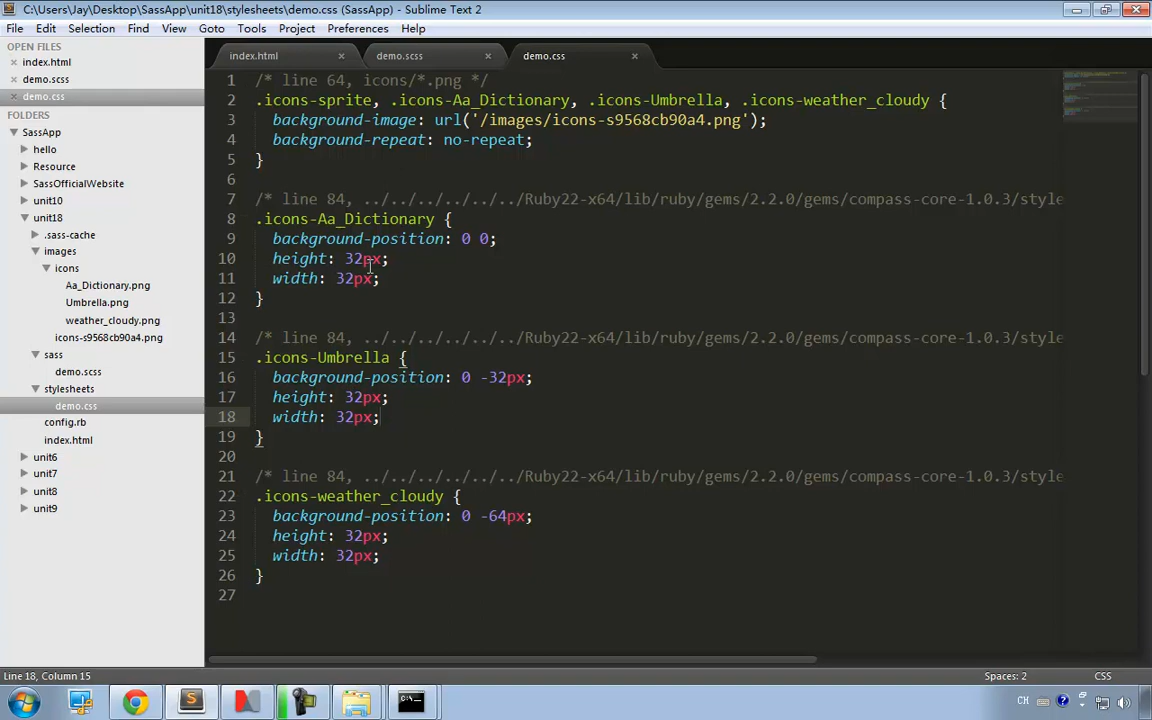 C:\Users\Jay\Desktop\SassApp\unit18\stylesheets\demo.css (SassApp) - Sublime Text 2
File Edit Selection Find View Goto Tools Project Preferences Help
OPEN FILES
index.html
demo.scss
demo.css
FOLDERS
SassApp
hello
Resource
SassOfficialWebsite
unit10
unit18
.sass-cache
images
icons
Aa_Dictionary.png
Umbrella.png
weather_cloudy.png
icons-s9568cb90a4.png
sass
demo.scss
stylesheets
demo.css
config.rb
index.html
unit6
unit7
unit8
unit9
index.html demo.scss demo.css
1 /* line 64, icons/*.png */
2 .icons-sprite, .icons-Aa_Dictionary, .icons-Umbrella, .icons-weather_cloudy {
3 background-image: url('/images/icons-s9568cb90a4.png');
4 background-repeat: no-repeat;
5 }
6
7 /* line 84, ../../../../../../Ruby22-x64/lib/ruby/gems/2.2.0/gems/compass-core-1.0.3/style
8 .icons-Aa_Dictionary {
9 background-position: 0 0;
10 height: 32px;
11 width: 32px;
12 }
13
14 /* line 84, ../../../../../../Ruby22-x64/lib/ruby/gems/2.2.0/gems/compass-core-1.0.3/style
15 .icons-Umbrella {
16 background-position: 0 -32px;
17 height: 32px;
18 width: 32px;
19 }
20
21 /* line 84, ../../../../../../Ruby22-x64/lib/ruby/gems/2.2.0/gems/compass-core-1.0.3/style
22 .icons-weather_cloudy {
23 background-position: 0 -64px;
24 height: 32px;
25 width: 32px;
26 }
27
Line 18, Column 15
Spaces: 2
CSS
CH